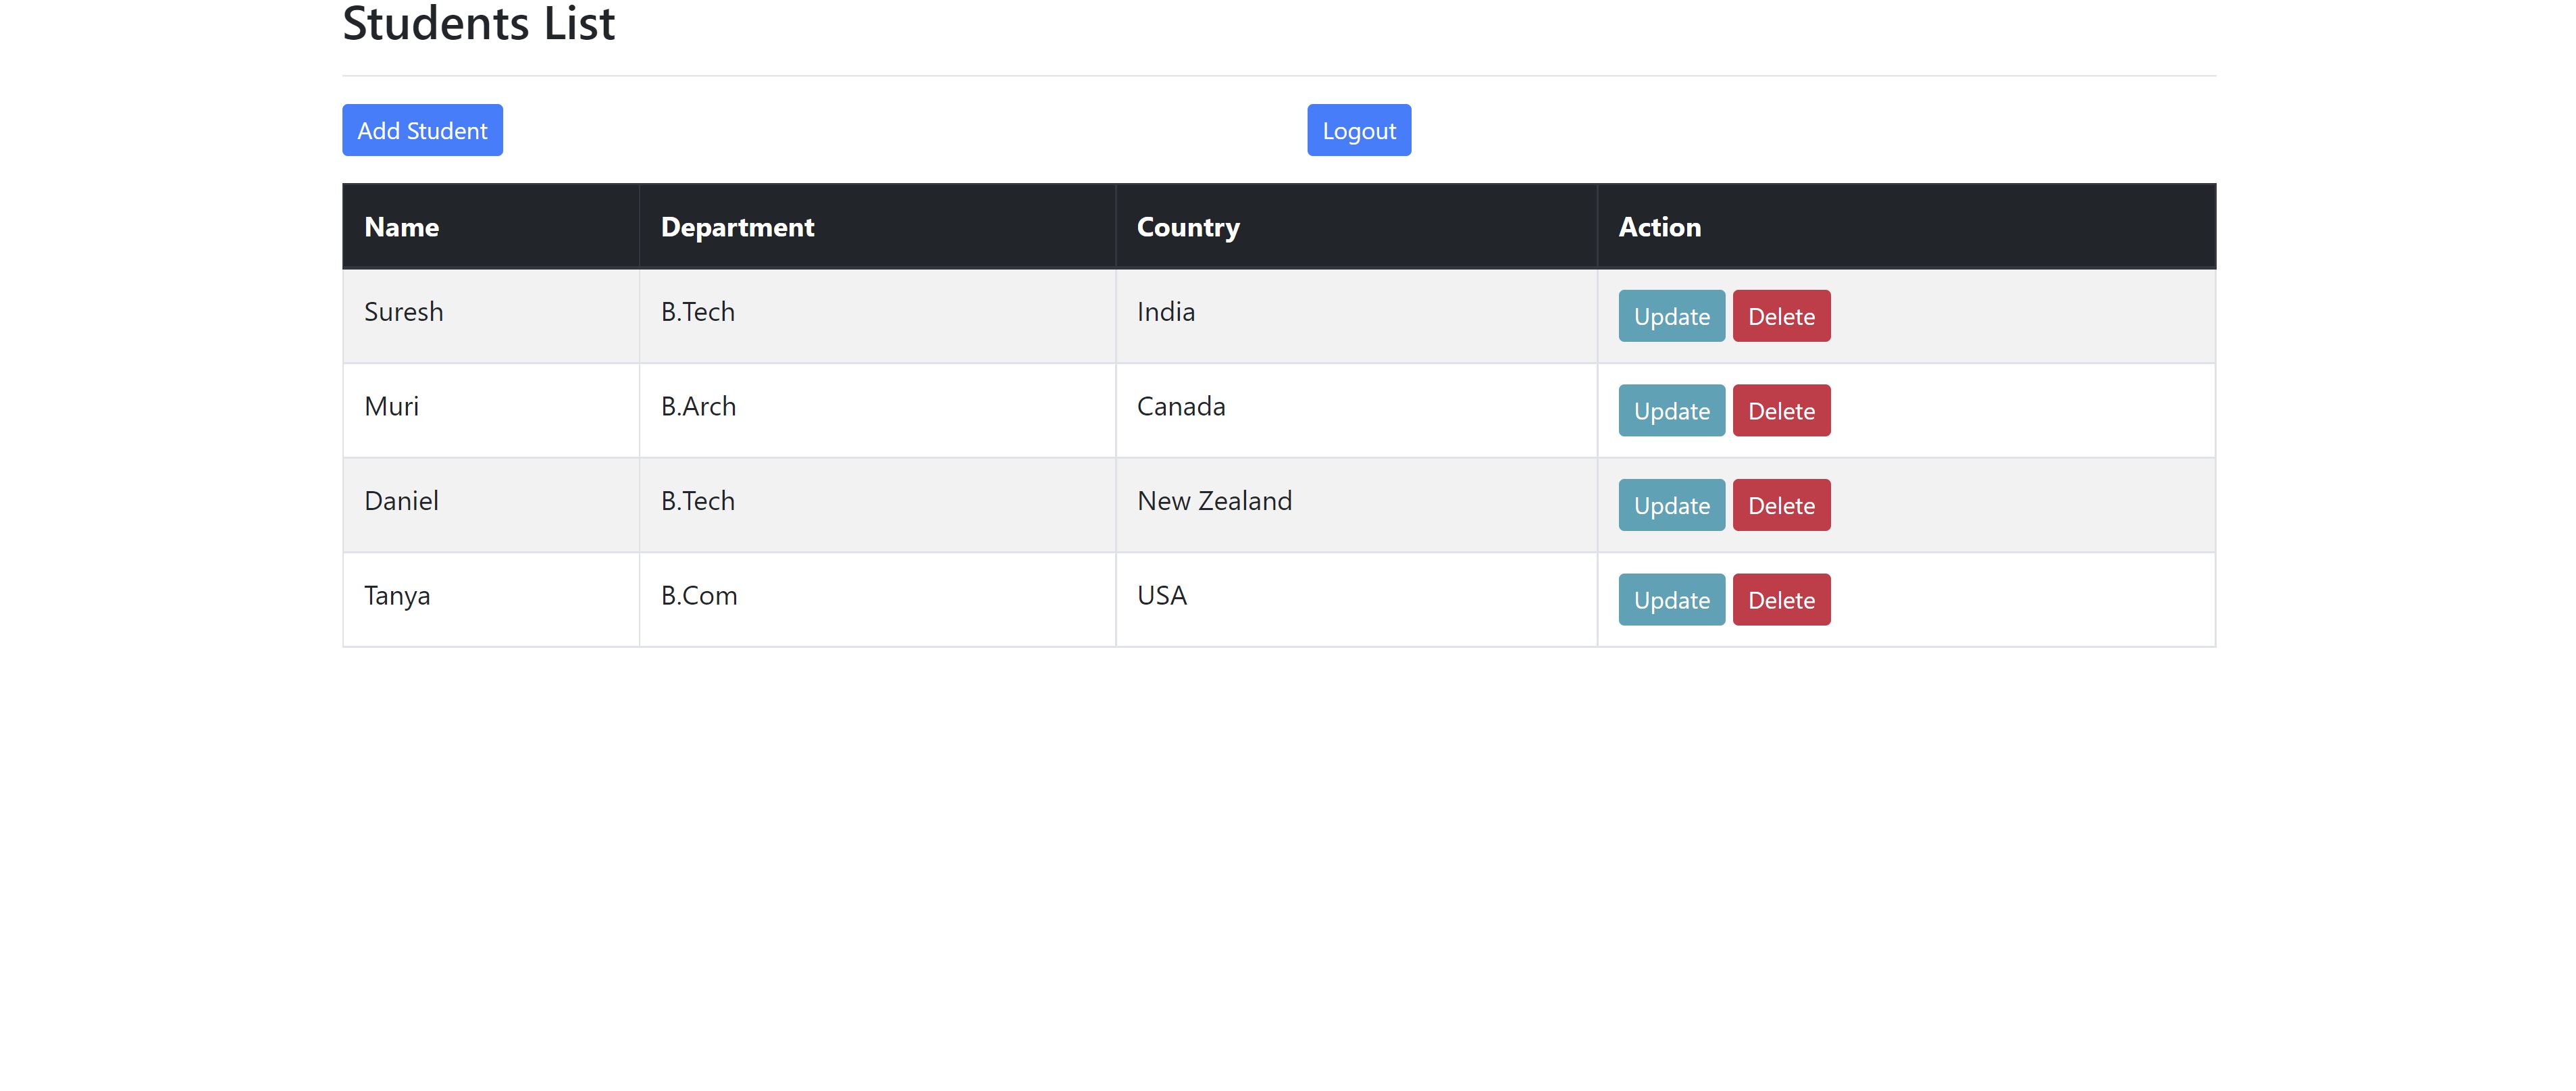 Students List
Add Student Logout
Name Department Country Action
Suresh B.Tech India Update Delete
Muri B.Arch Canada Update Delete
Daniel B.Tech New Zealand Update Delete
Tanya B.Com USA Update Delete